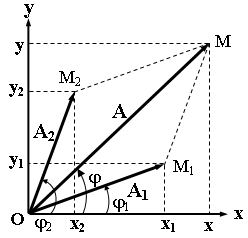 y
y M
y₂ M₂
A₂ A
y₁ M₁
φ A₁
φ₂ φ₁
O x₂ x₁ x x